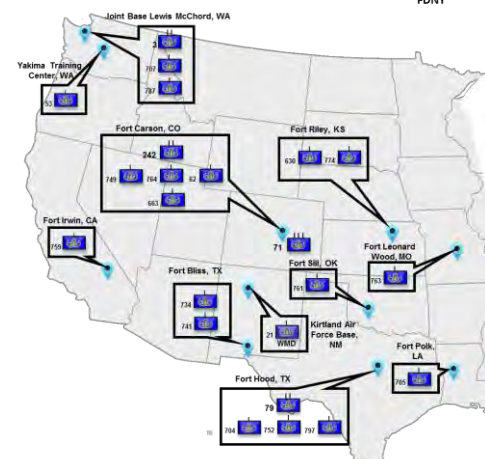 FDNY
Joint Base Lewis McChord, WA
3
707
787
Yakima Training
Center, WA
53
Fort Carson, CO
242
749
764
62
663
Fort Riley, KS
630
774
71
Fort Irwin, CA
759
Fort Bliss, TX
734
741
Fort Sill, OK
761
Fort Leonard
Wood, MO
763
21
WMD
Kirtland Air
Force Base,
NM
Fort Polk,
LA
705
Fort Hood, TX
79
704
752
797